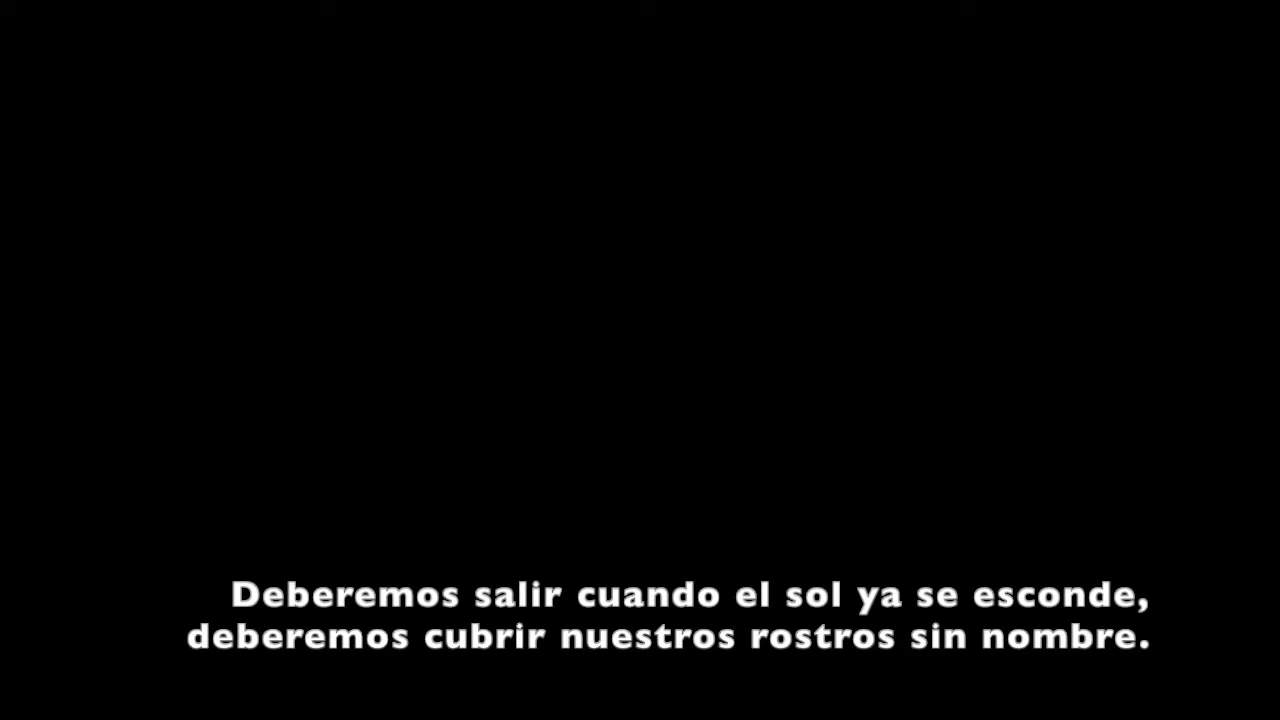 Deberemos salir cuando el sol ya se esconde,
deberemos cubrir nuestros rostros sin nombre.